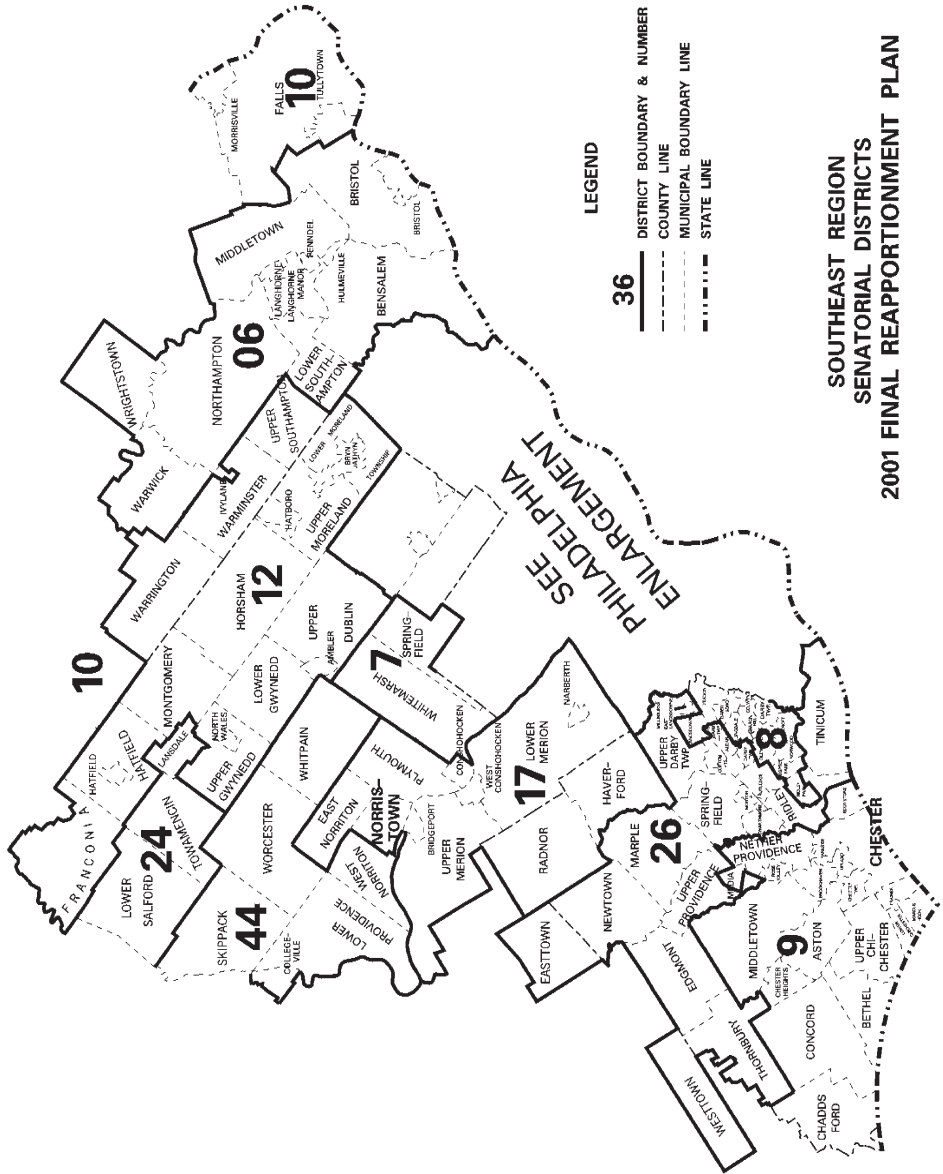 10
MORRISVILLE
FALLS
10
TULLYTOWN
WRIGHTSTOWN
MIDDLETOWN
BRISTOL
BRISTOL
PENNDEL
LANGHORNE
LANGHORNE
MANOR
HULMEVILLE
BENSALEM
NORTHAMPTON
06
LOWER
SOUTH-
AMPTON
WARWICK
UPPER
SOUTHAMPTON
IVYLAND
WARMINSTER
WARRINGTON
HATBORO
LOWER
MORELAND
BRYN
ATHYN
TOWNSHIP
UPPER
MORELAND
HORSHAM
12
UPPER
DUBLIN
AMBLER
MONTGOMERY
LOWER
GWYNEDD
HATFIELD
HATFIELD
LANSDALE
NORTH
WALES
UPPER
GWYNEDD
FRANCONIA
24
LOWER
SALFORD
TOWAMENCIN
WHITPAIN
WORCESTER
SKIPPACK
44
COLLEGE-
VILLE
EAST
NORRITON
NORRIS-
TOWN
WEST
NORRITON
LOWER
PROVIDENCE
7
SPRING-
FIELD
WHITEMARSH
PLYMOUTH
CONSHOHOCKEN
WEST
CONSHOHOCKEN
BRIDGEPORT
UPPER
MERION
17
LOWER
MERION
NARBERTH
SEE
PHILADELPHIA
ENLARGEMENT
RADNOR
HAVER-
FORD
EASTTOWN
NEWTOWN
MARPLE
26
UPPER
DARBY
TWP
SPRING-
FIELD
8
RIDLEY
TINICUM
NETHER
PROVIDENCE
UPPER
PROVIDENCE
MEDIA
CHESTER
EDGMONT
MIDDLETOWN
9
ASTON
CHESTER
HEIGHTS
UPPER
CHI-
CHESTER
WESTTOWN
THORNBURY
CONCORD
BETHEL
CHADDS
FORD
LEGEND
36
DISTRICT BOUNDARY & NUMBER
COUNTY LINE
MUNICIPAL BOUNDARY LINE
STATE LINE
SOUTHEAST REGION
SENATORIAL DISTRICTS
2001 FINAL REAPPORTIONMENT PLAN